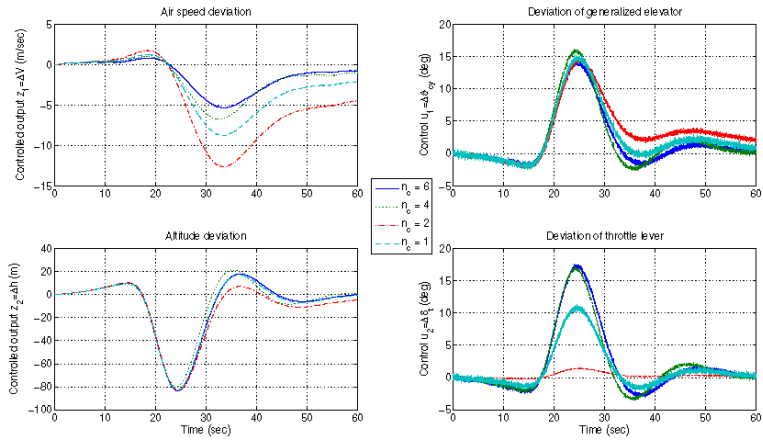 Air speed deviation
Controlled output z1=ΔV (m/sec)
5
0
−5
−10
−15
0 10 20 30 40 50 60
Deviation of generalized elevator
Control u1=Δϑcy (deg)
20
15
10
5
0
−5
0 10 20 30 40 50 60
nc = 6
nc = 4
nc = 2
nc = 1
Altitude deviation
Controlled output z2=Δh (m)
40
20
0
−20
−40
−60
−80
−100
0 10 20 30 40 50 60
Time (sec)
Deviation of throttle lever
Control u2=Δδt (deg)
20
15
10
5
0
−5
0 10 20 30 40 50 60
Time (sec)